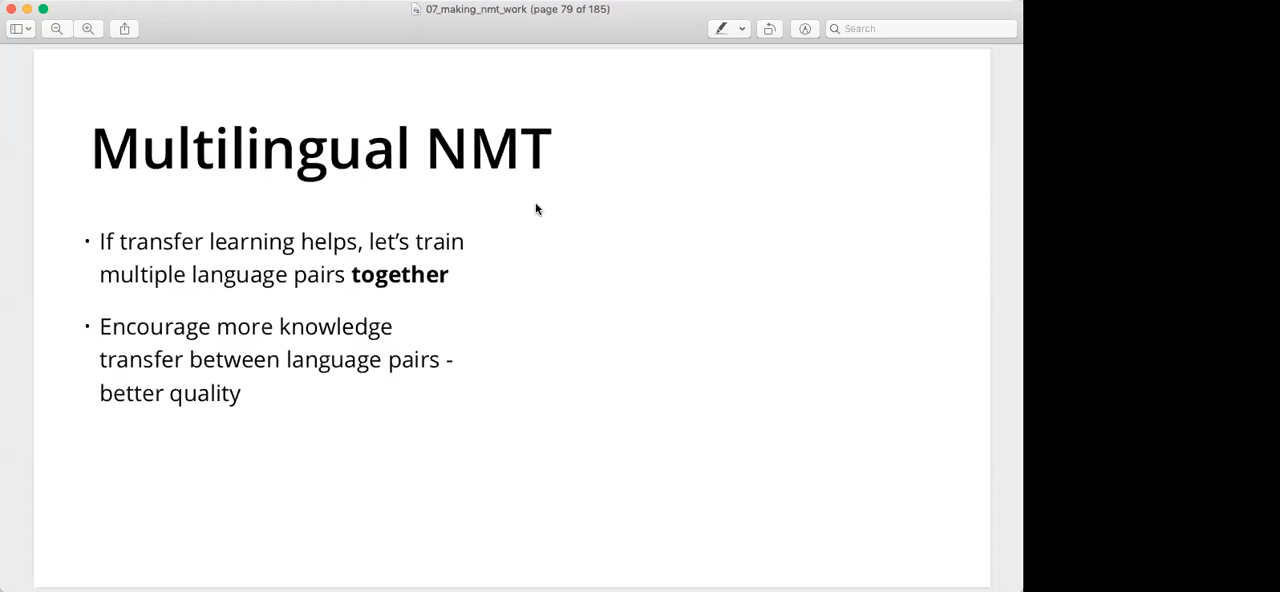 07_making_nmt_work (page 79 of 185)
Search
Multilingual NMT
· If transfer learning helps, let’s train
multiple language pairs together
· Encourage more knowledge
transfer between language pairs -
better quality